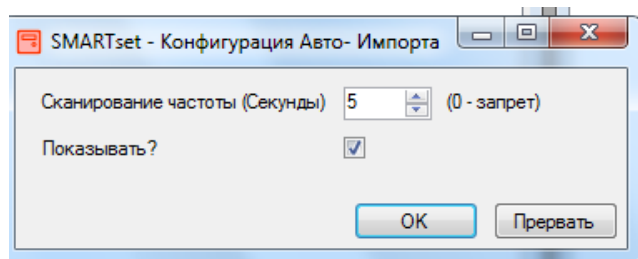 SMARTset - Конфигурация Авто- Импорта
Сканирование частоты (Секунды) 5 (0 - запрет)
Показывать?
OK Прервать